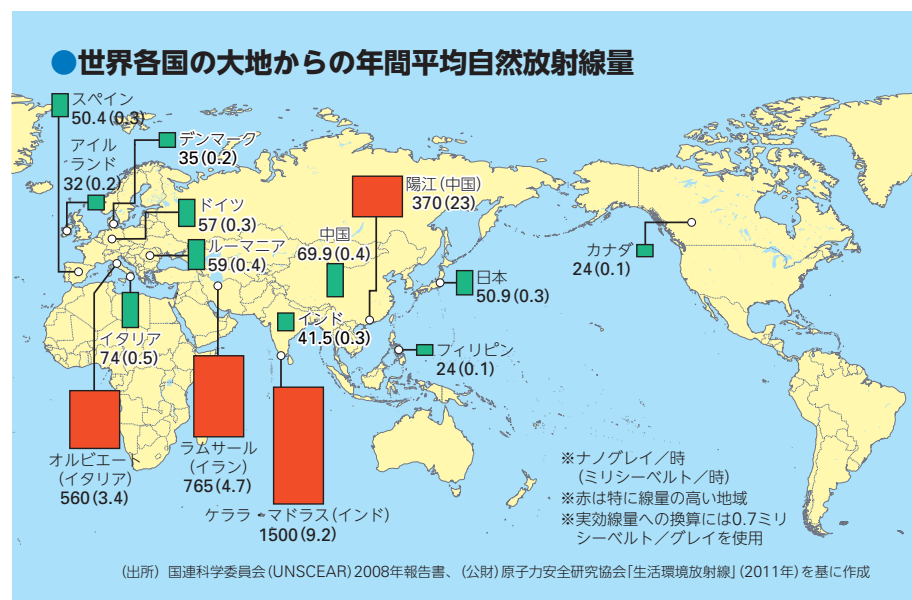 ●世界各国の大地からの年間平均自然放射線量
スペイン
50.4(0.3)
アイル
ランド
32(0.2)
デンマーク
35(0.2)
ドイツ
57(0.3)
ルーマニア
59(0.4)
中国
69.9(0.4)
陽江(中国)
370(23)
カナダ
24(0.1)
日本
50.9(0.3)
インド
41.5(0.3)
フィリピン
24(0.1)
イタリア
74(0.5)
オルビエート
(イタリア)
560(3.4)
ラムサール
(イラン)
765(4.7)
ケララ・マドラス(インド)
1500(9.2)
※ナノグレイ/時
(ミリシーベルト/時)
※赤は特に線量の高い地域
※実効線量への換算には0.7ミリ
シーベルト/グレイを使用
(出所) 国連科学委員会(UNSCEAR)2008年報告書、(公財)原子力安全研究協会「生活環境放射線」(2011年)を基に作成